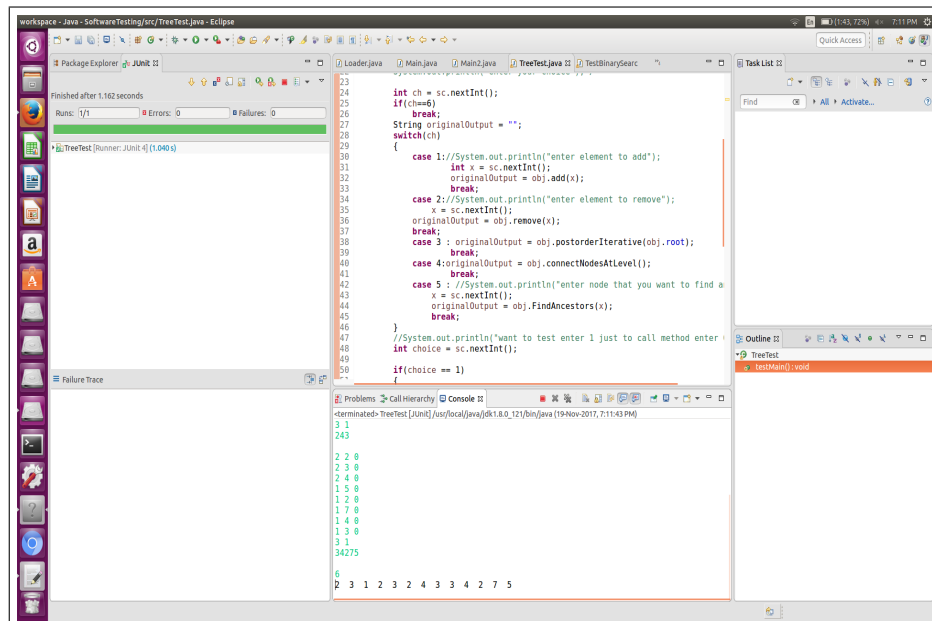 workspace - Java - SoftwareTesting/src/TreeTest.java - Eclipse
En (1:43, 72%) 7:11 PM
Quick Access
Package Explorer JUnit
Finished after 1.162 seconds
Runs: 1/1 Errors: 0 Failures: 0
TreeTest [Runner: JUnit 4] (1.040 s)
Failure Trace
Loader.java Main.java Main2.java TreeTest.java TestBinarySearc
23
24 int ch = sc.nextInt();
25 if(ch==6)
26 break;
27 String originalOutput = "";
28 switch(ch)
29 {
30 case 1://System.out.println("enter element to add");
31 int x = sc.nextInt();
32 originalOutput = obj.add(x);
33 break;
34 case 2://System.out.println("enter element to remove");
35 x = sc.nextInt();
36 originalOutput = obj.remove(x);
37 break;
38 case 3 : originalOutput = obj.postorderIterative(obj.root);
39 break;
40 case 4:originalOutput = obj.connectNodesAtLevel();
41 break;
42 case 5 : //System.out.println("enter node that you want to find a
43 x = sc.nextInt();
44 originalOutput = obj.FindAncestors(x);
45 break;
46 }
47 //System.out.println("want to test enter 1 just to call method enter
48 int choice = sc.nextInt();
49
50 if(choice == 1)
{
Problems Call Hierarchy Console
<terminated> TreeTest [JUnit] /usr/local/java/jdk1.8.0_121/bin/java (19-Nov-2017, 7:11:43 PM)
3 1
243
2 2 0
2 3 0
2 4 0
1 5 0
1 2 0
1 7 0
1 4 0
1 3 0
3 1
34275
6
2 3 1 2 3 2 4 3 3 4 2 7 5
Task List
Find All Activate...
Outline
TreeTest
testMain() : void